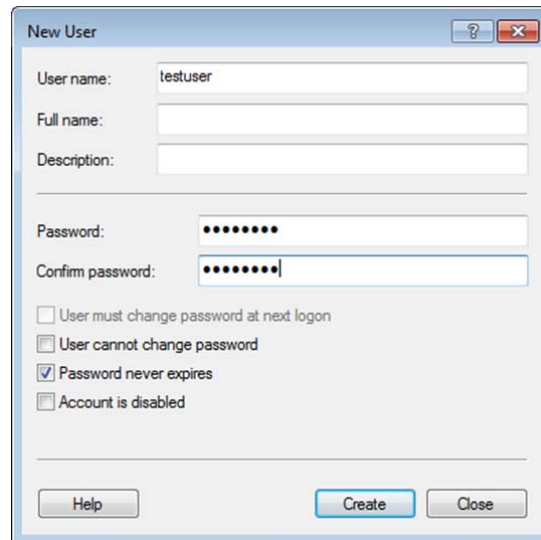 New User
User name: testuser
Full name:
Description:
Password: ••••••••
Confirm password: ••••••••
User must change password at next logon
User cannot change password
Password never expires
Account is disabled
Help Create Close